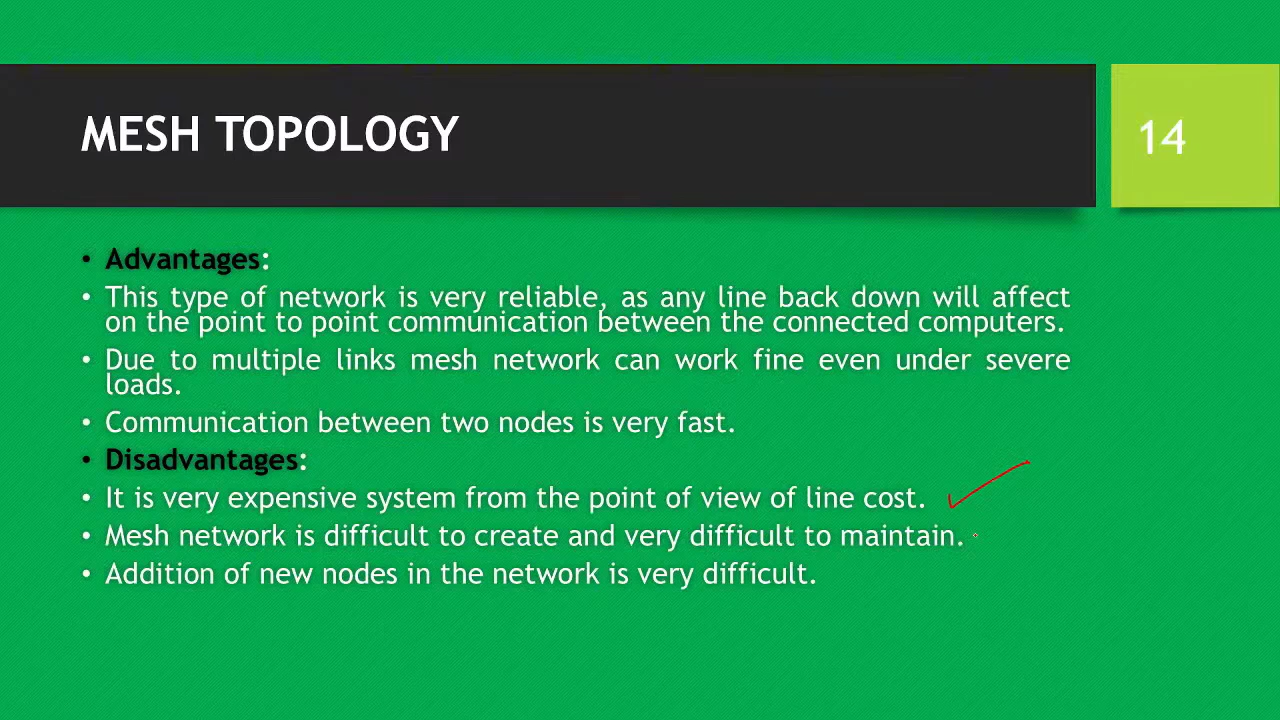 MESH TOPOLOGY
14
• Advantages:
• This type of network is very reliable, as any line back down will affect
on the point to point communication between the connected computers.
• Due to multiple links mesh network can work fine even under severe
loads.
• Communication between two nodes is very fast.
• Disadvantages:
• It is very expensive system from the point of view of line cost.
• Mesh network is difficult to create and very difficult to maintain.
• Addition of new nodes in the network is very difficult.